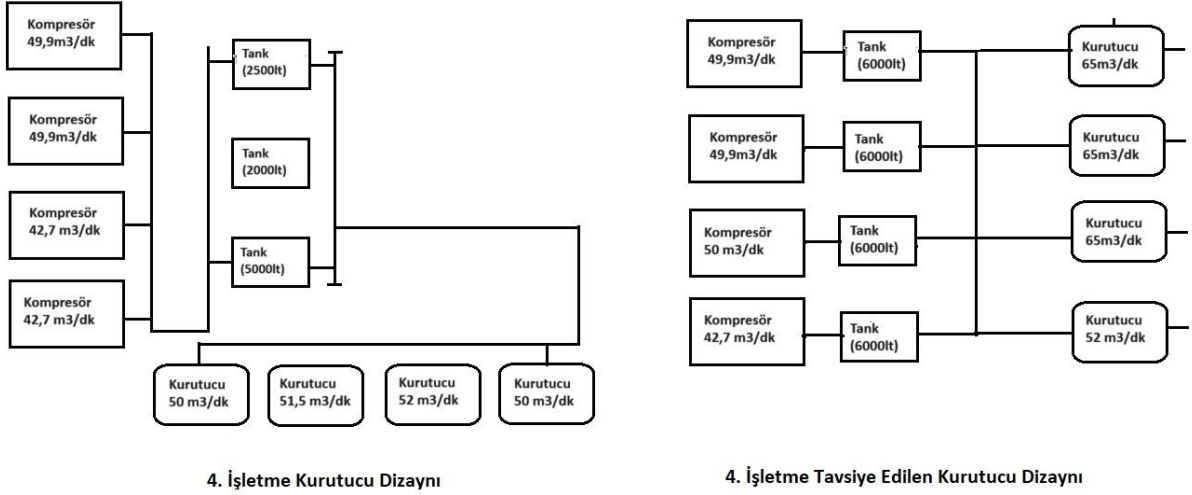 Kompresör
49,9m3/dk
Kompresör
49,9m3/dk
Kompresör
42,7 m3/dk
Kompresör
42,7 m3/dk
Tank
(2500lt)
Tank
(2000lt)
Tank
(5000lt)
Kurutucu
50 m3/dk
Kurutucu
51,5 m3/dk
Kurutucu
52 m3/dk
Kurutucu
50 m3/dk
4. İşletme Kurutucu Dizaynı
Kompresör
49,9m3/dk
Tank
(6000lt)
Kurutucu
65m3/dk
Kompresör
49,9m3/dk
Tank
(6000lt)
Kurutucu
65m3/dk
Kompresör
50 m3/dk
Tank
(6000lt)
Kurutucu
65m3/dk
Kompresör
42,7 m3/dk
Tank
(6000lt)
Kurutucu
52 m3/dk
4. İşletme Tavsiye Edilen Kurutucu Dizaynı